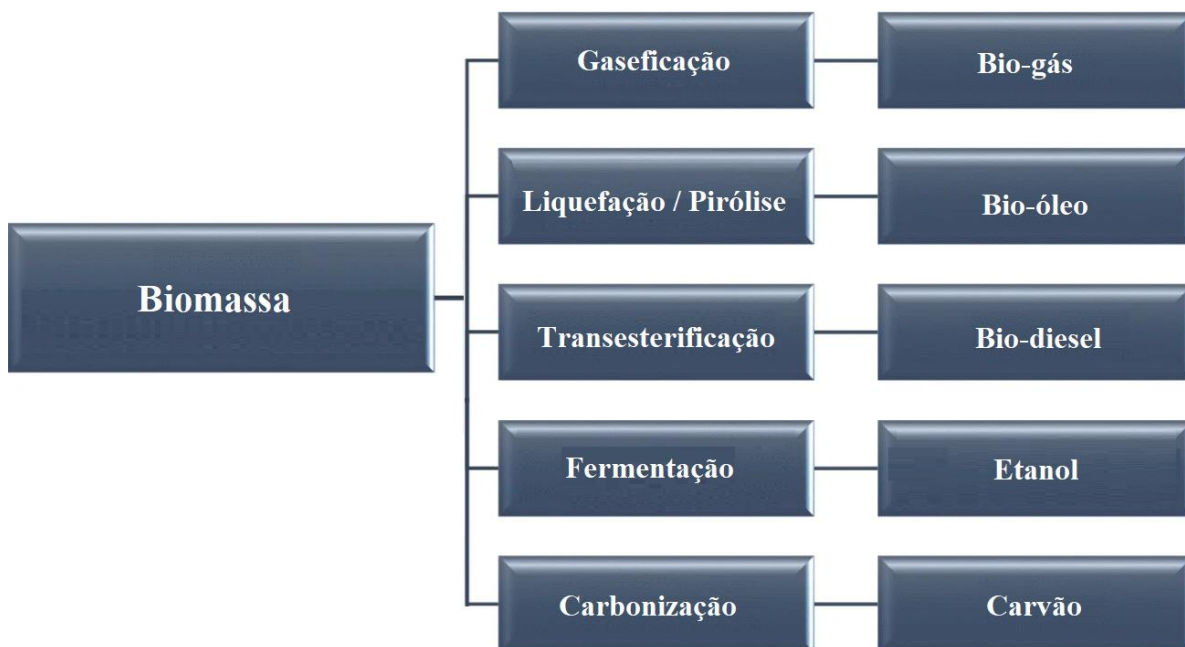 Biomassa
Gaseficação
Bio-gás
Liquefação / Pirólise
Bio-óleo
Transesterificação
Bio-diesel
Fermentação
Etanol
Carbonização
Carvão